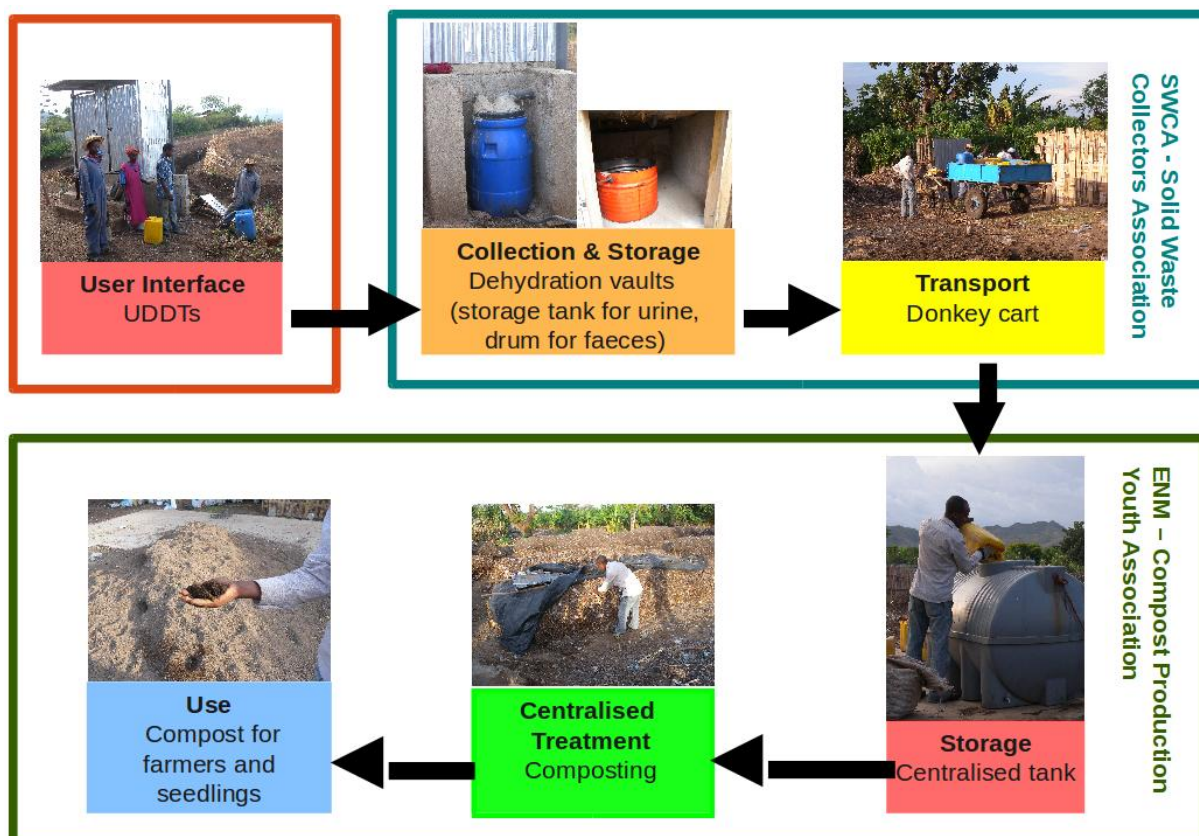 User Interface
UDDTs
Collection & Storage
Dehydration vaults
(storage tank for urine,
drum for faeces)
Transport
Donkey cart
SWCA - Solid Waste
Collectors Association
Storage
Centralised tank
ENM – Compost Production
Youth Association
Centralised
Treatment
Composting
Use
Compost for
farmers and
seedlings